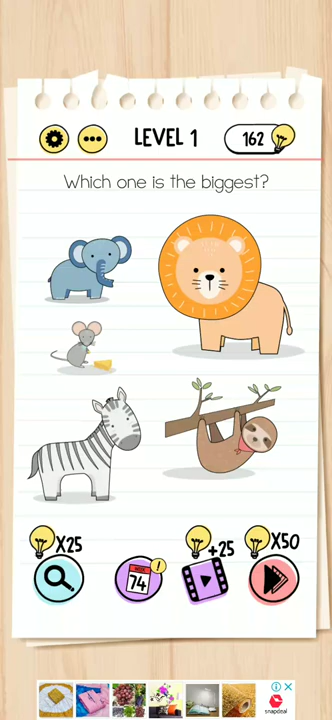 LEVEL 1
162
Which one is the biggest?
X25
74
!
+25
X50
snapdeal